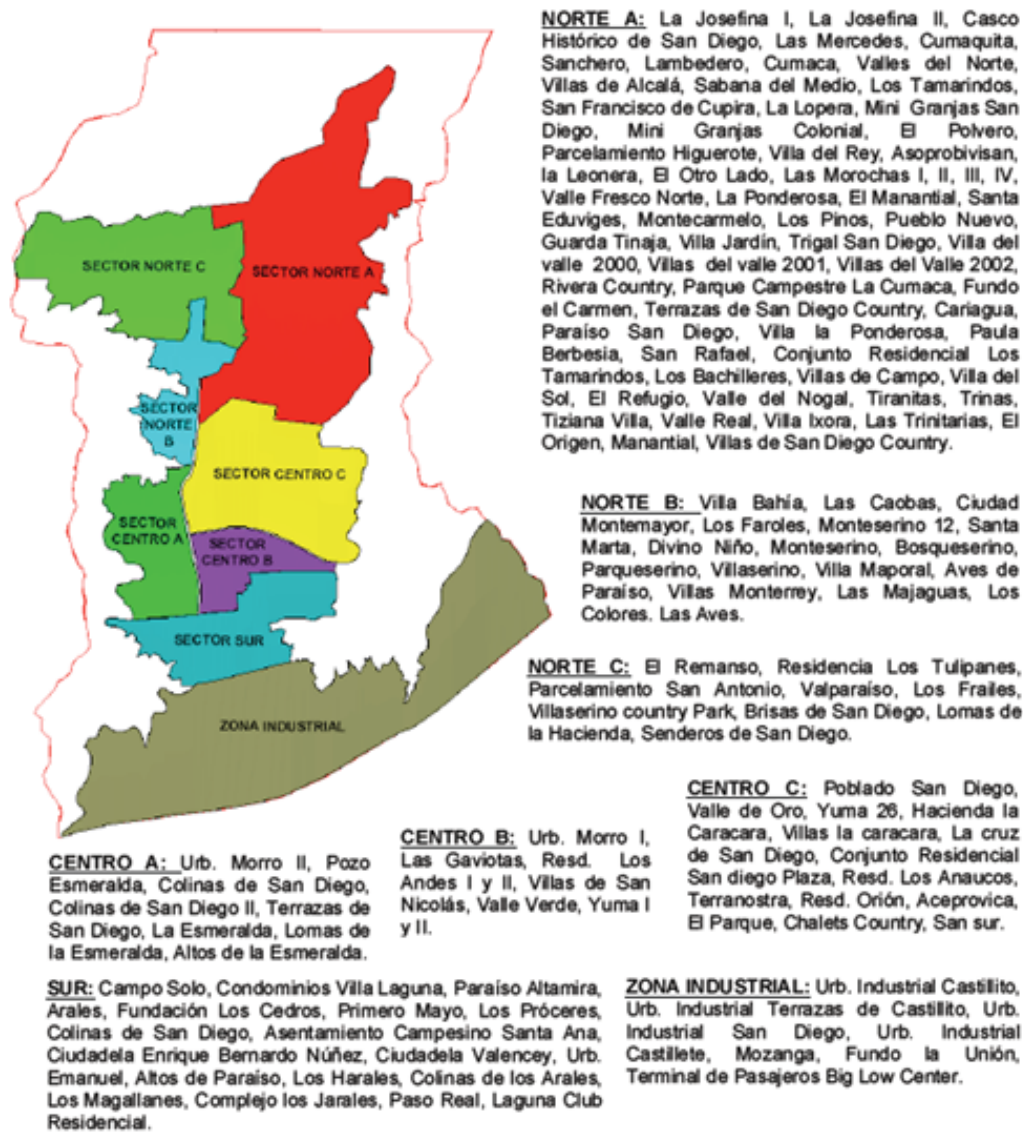 NORTE A: La Josefina I, La Josefina II, Casco
Histórico de San Diego, Las Mercedes, Cumaquita,
Sanchero, Lambedero, Cumaca, Valles del Norte,
Villas de Alcalá, Sabana del Medio, Los Tamarindos,
San Francisco de Cupira, La Lopera, Mini Granjas San
Diego, Mini Granjas Colonial, El Polvero,
Parcelamiento Higuerote, Villa del Rey, Asoprobivisan,
la Leonera, El Otro Lado, Las Morochas I, II, III, IV,
Valle Fresco Norte, La Ponderosa, El Manantial, Santa
Eduviges, Montecarmelo, Los Pinos, Pueblo Nuevo,
Guarda Tinaja, Villa Jardín, Trigal San Diego, Villa del
valle 2000, Villas del valle 2001, Villas del Valle 2002,
Rivera Country, Parque Campestre La Cumaca, Fundo
el Carmen, Terrazas de San Diego Country, Cariagua,
Paraíso San Diego, Villa la Ponderosa, Paula
Berbesia, San Rafael, Conjunto Residencial Los
Tamarindos, Los Bachilleres, Villas de Campo, Villa del
Sol, El Refugio, Valle del Nogal, Tiranitas, Trinas,
Tiziana Villa, Valle Real, Villa Ixora, Las Trinitarias, El
Origen, Manantial, Villas de San Diego Country.
SECTOR NORTE C
SECTOR NORTE A
SECTOR
NORTE
B
SECTOR CENTRO C
SECTOR
CENTRO A
SECTOR
CENTRO B
SECTOR SUR
ZONA INDUSTRIAL
NORTE B: Villa Bahía, Las Caobas, Ciudad
Montemayor, Los Faroles, Monteserino 12, Santa
Marta, Divino Niño, Monteserino, Bosqueserino,
Parqueserino, Villaserino, Villa Maporal, Aves de
Paraíso, Villas Monterrey, Las Majaguas, Los
Colores. Las Aves.
NORTE C: El Remanso, Residencia Los Tulipanes,
Parcelamiento San Antonio, Valparaíso, Los Frailes,
Villaserino country Park, Brisas de San Diego, Lomas de
la Hacienda, Senderos de San Diego.
CENTRO A: Urb. Morro II, Pozo
Esmeralda, Colinas de San Diego,
Colinas de San Diego II, Terrazas de
San Diego, La Esmeralda, Lomas de
la Esmeralda, Altos de la Esmeralda.
CENTRO B: Urb. Morro I,
Las Gaviotas, Resd. Los
Andes I y II, Villas de San
Nicolás, Valle Verde, Yuma I
y II.
CENTRO C: Poblado San Diego,
Valle de Oro, Yuma 26, Hacienda la
Caracara, Villas la caracara, La cruz
de San Diego, Conjunto Residencial
San diego Plaza, Resd. Los Anaucos,
Terranostra, Resd. Orión, Aceprovica,
El Parque, Chalets Country, San sur.
SUR: Campo Solo, Condominios Villa Laguna, Paraíso Altamira,
Arales, Fundación Los Cedros, Primero Mayo, Los Próceres,
Colinas de San Diego, Asentamiento Campesino Santa Ana,
Ciudadela Enrique Bernardo Núñez, Ciudadela Valencey, Urb.
Emanuel, Altos de Paraíso, Los Harales, Colinas de los Arales,
Los Magallanes, Complejo los Jarales, Paso Real, Laguna Club
Residencial.
ZONA INDUSTRIAL: Urb. Industrial Castillito,
Urb. Industrial Terrazas de Castillito, Urb.
Industrial San Diego, Urb. Industrial
Castillete, Mozanga, Fundo la Unión,
Terminal de Pasajeros Big Low Center.